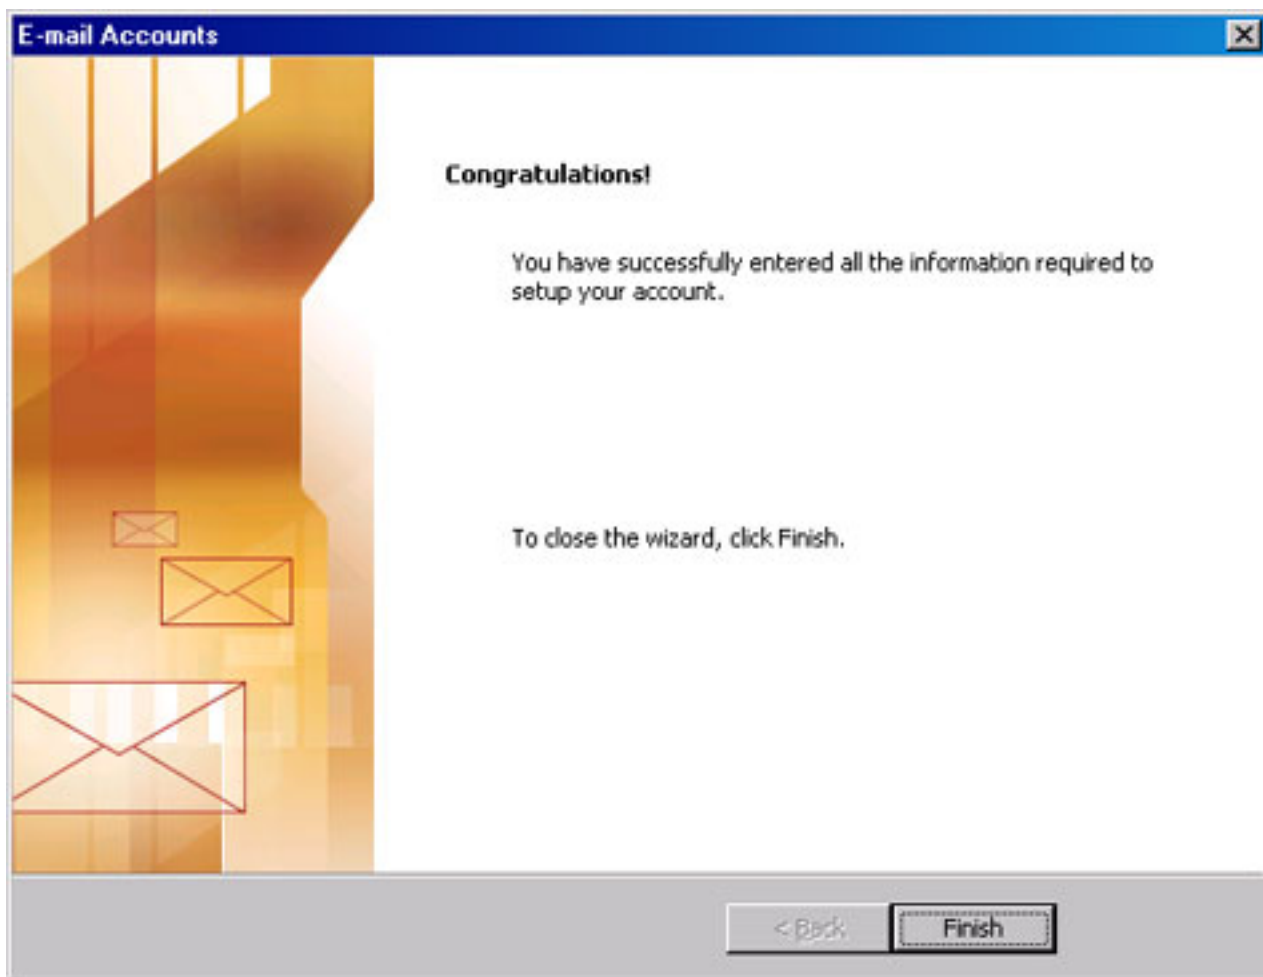 E-mail Accounts
Congratulations!
You have successfully entered all the information required to
setup your account.
To close the wizard, click Finish.
< Back
Finish